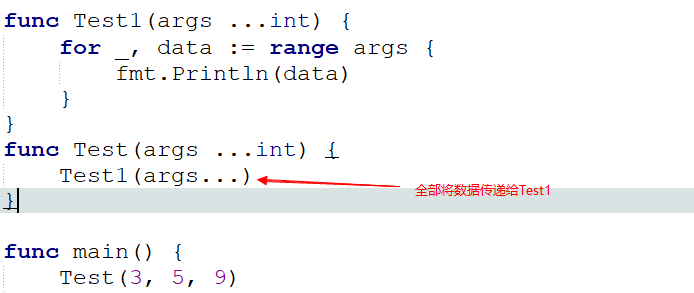 func Test1(args ...int) {
    for _, data := range args {
        fmt.Println(data)
    }
}
func Test(args ...int) {
    Test1(args...)
全部将数据传递给Test1
}
func main() {
    Test(3, 5, 9)